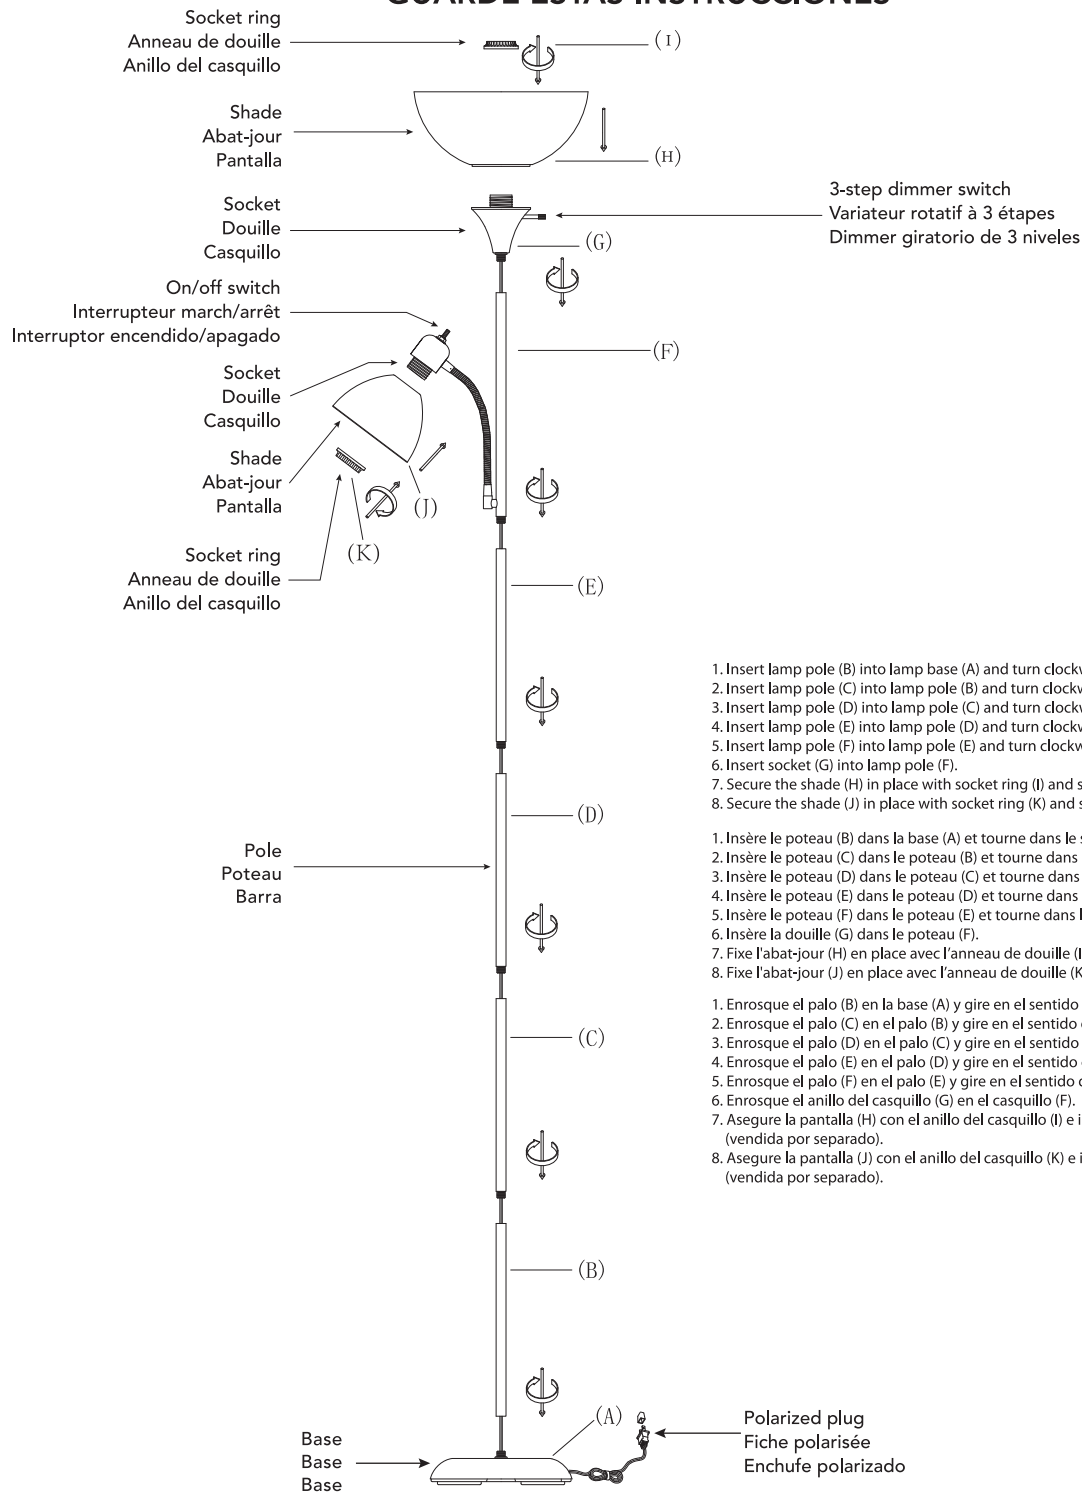 GUARDE ESTAS INSTRUCCIONES
Socket ring
Anneau de douille
Anillo del casquillo
(I)
Shade
Abat-jour
Pantalla
(H)
Socket
Douille
Casquillo
(G)
3-step dimmer switch
Variateur rotatif à 3 étapes
Dimmer giratorio de 3 niveles
On/off switch
Interrupteur march/arrêt
Interruptor encendido/apagado
(F)
Socket
Douille
Casquillo
Shade
Abat-jour
Pantalla
(J)
(K)
Socket ring
Anneau de douille
Anillo del casquillo
(E)
1. Insert lamp pole (B) into lamp base (A) and turn
2. Insert lamp pole (C) into lamp pole (B) and turn
3. Insert lamp pole (D) into lamp pole (C) and turn
4. Insert lamp pole (E) into lamp pole (D) and turn
5. Insert lamp pole (F) into lamp pole (E) and turn
6. Insert socket (G) into lamp pole (F).
7. Secure the shade (H) in place with socket ring (I) and
8. Secure the shade (J) in place with socket ring (K) and
(D)
1. Insère le poteau (B) dans la base (A) et tourne dans le
2. Insère le poteau (C) dans le poteau (B) et tourne dans
3. Insère le poteau (D) dans le poteau (C) et tourne dans
4. Insère le poteau (E) dans le poteau (D) et tourne dans
5. Insère le poteau (F) dans le poteau (E) et tourne dans
6. Insère la douille (G) dans le poteau (F).
7. Fixe l'abat-jour (H) en place avec l'anneau de douille
8. Fixe l'abat-jour (J) en place avec l'anneau de douille
Pole
Poteau
Barra
1. Enrosque el palo (B) en la base (A) y gire en el sentido
2. Enrosque el palo (C) en el palo (B) y gire en el sentido
3. Enrosque el palo (D) en el palo (C) y gire en el sentido
4. Enrosque el palo (E) en el palo (D) y gire en el sentido
5. Enrosque el palo (F) en el palo (E) y gire en el sentido
6. Enrosque el anillo del casquillo (G) en el casquillo (F).
7. Asegure la pantalla (H) con el anillo del casquillo (I) e
(vendida por separado).
8. Asegure la pantalla (J) con el anillo del casquillo (K) e
(vendida por separado).
(C)
(B)
(A)
Polarized plug
Fiche polarisée
Enchufe polarizado
Base
Base
Base